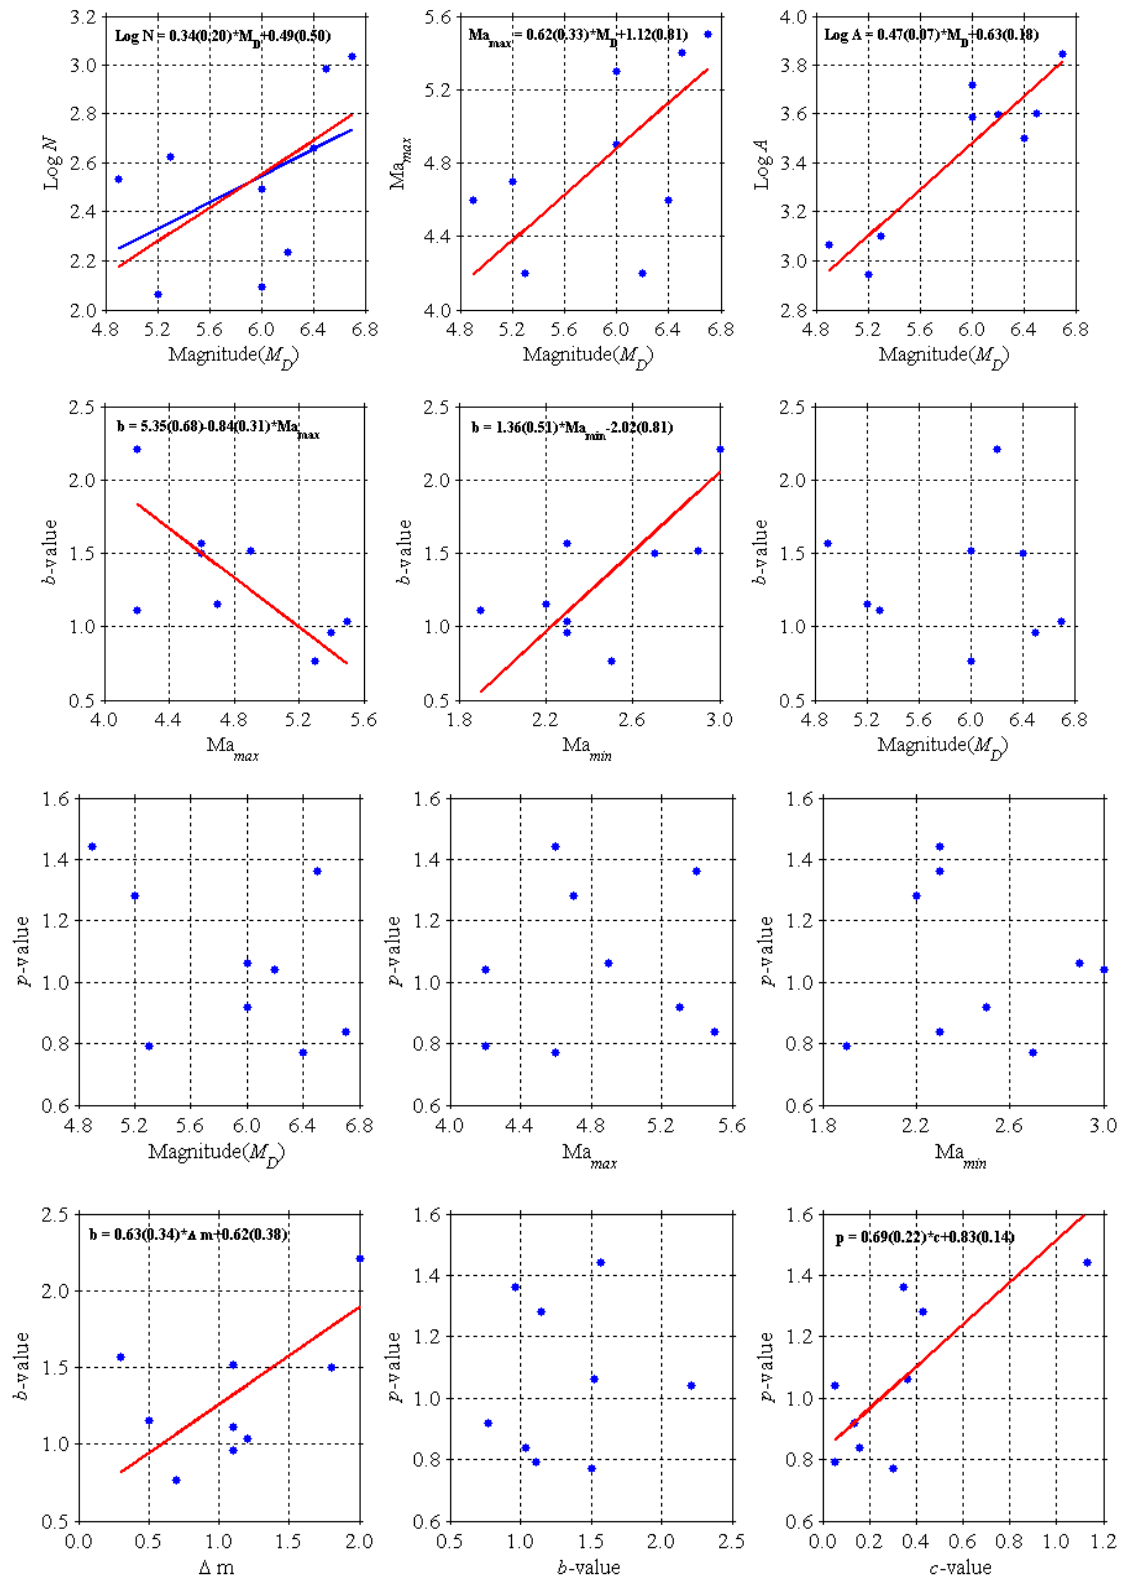 Log N = 0.34(0.20)*M_D+0.49(0.50)
3.2
3.0
2.8
2.6
2.4
2.2
2.0
Log N
4.8 5.2 5.6 6.0 6.4 6.8
Magnitude(M_D)
Ma_max = 0.62(0.33)*M_D+1.12(0.81)
5.6
5.2
4.8
4.4
4.0
Ma_max
4.8 5.2 5.6 6.0 6.4 6.8
Magnitude(M_D)
Log A = 0.47(0.07)*M_D+0.63(0.18)
4.0
3.8
3.6
3.4
3.2
3.0
2.8
Log A
4.8 5.2 5.6 6.0 6.4 6.8
Magnitude(M_D)
b = 5.35(0.68)-0.84(0.31)*Ma_max
2.5
2.0
1.5
1.0
0.5
b-value
4.0 4.4 4.8 5.2 5.6
Ma_max
b = 1.36(0.51)*Ma_min-2.02(0.81)
2.5
2.0
1.5
1.0
0.5
b-value
1.8 2.2 2.6 3.0
Ma_min
2.5
2.0
1.5
1.0
0.5
b-value
4.8 5.2 5.6 6.0 6.4 6.8
Magnitude(M_D)
1.6
1.4
1.2
1.0
0.8
0.6
p-value
4.8 5.2 5.6 6.0 6.4 6.8
Magnitude(M_D)
1.6
1.4
1.2
1.0
0.8
0.6
p-value
4.0 4.4 4.8 5.2 5.6
Ma_max
1.6
1.4
1.2
1.0
0.8
0.6
p-value
1.8 2.2 2.6 3.0
Ma_min
b = 0.63(0.34)*Δ m+0.62(0.38)
2.5
2.0
1.5
1.0
0.5
b-value
0.0 0.5 1.0 1.5 2.0
Δ m
1.6
1.4
1.2
1.0
0.8
0.6
p-value
0.5 1.0 1.5 2.0 2.5
b-value
p = 0.69(0.22)*c+0.83(0.14)
1.6
1.4
1.2
1.0
0.8
0.6
p-value
0.0 0.2 0.4 0.6 0.8 1.0 1.2
c-value